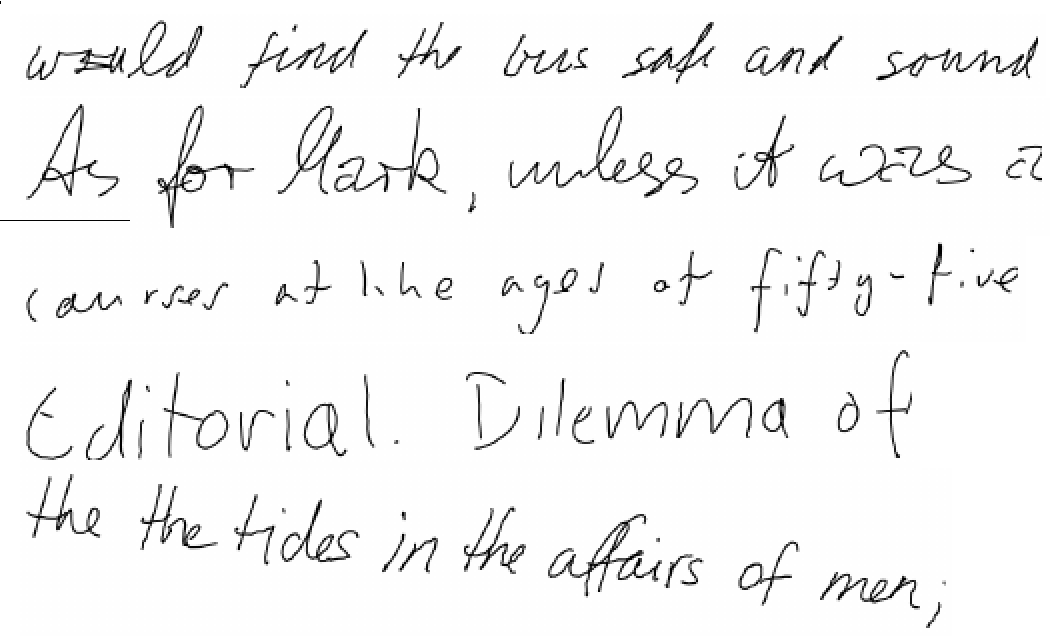 would find the bus safe and sound
As for Mark, unless it was a
courses at the ages of fifty-five
Editorial. Dilemma of
the the tides in the affairs of men;